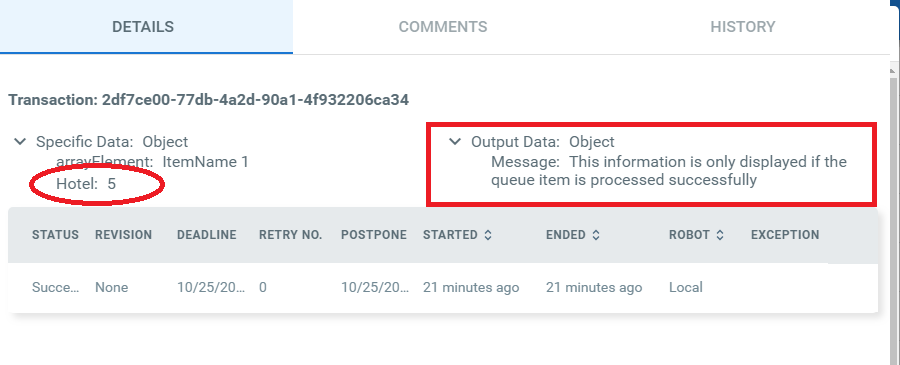 DETAILS COMMENTS HISTORY
Transaction: 2df7ce00-77db-4a2d-90a1-4f932206ca34
Specific Data: Object
arrayElement: ItemName 1
Hotel: 5
Output Data: Object
Message: This information is only displayed if the
queue item is processed successfully
STATUS REVISION DEADLINE RETRY NO. POSTPONE STARTED ENDED ROBOT EXCEPTION
Succe... None 10/25/20... 0 10/25/20... 21 minutes ago 21 minutes ago Local